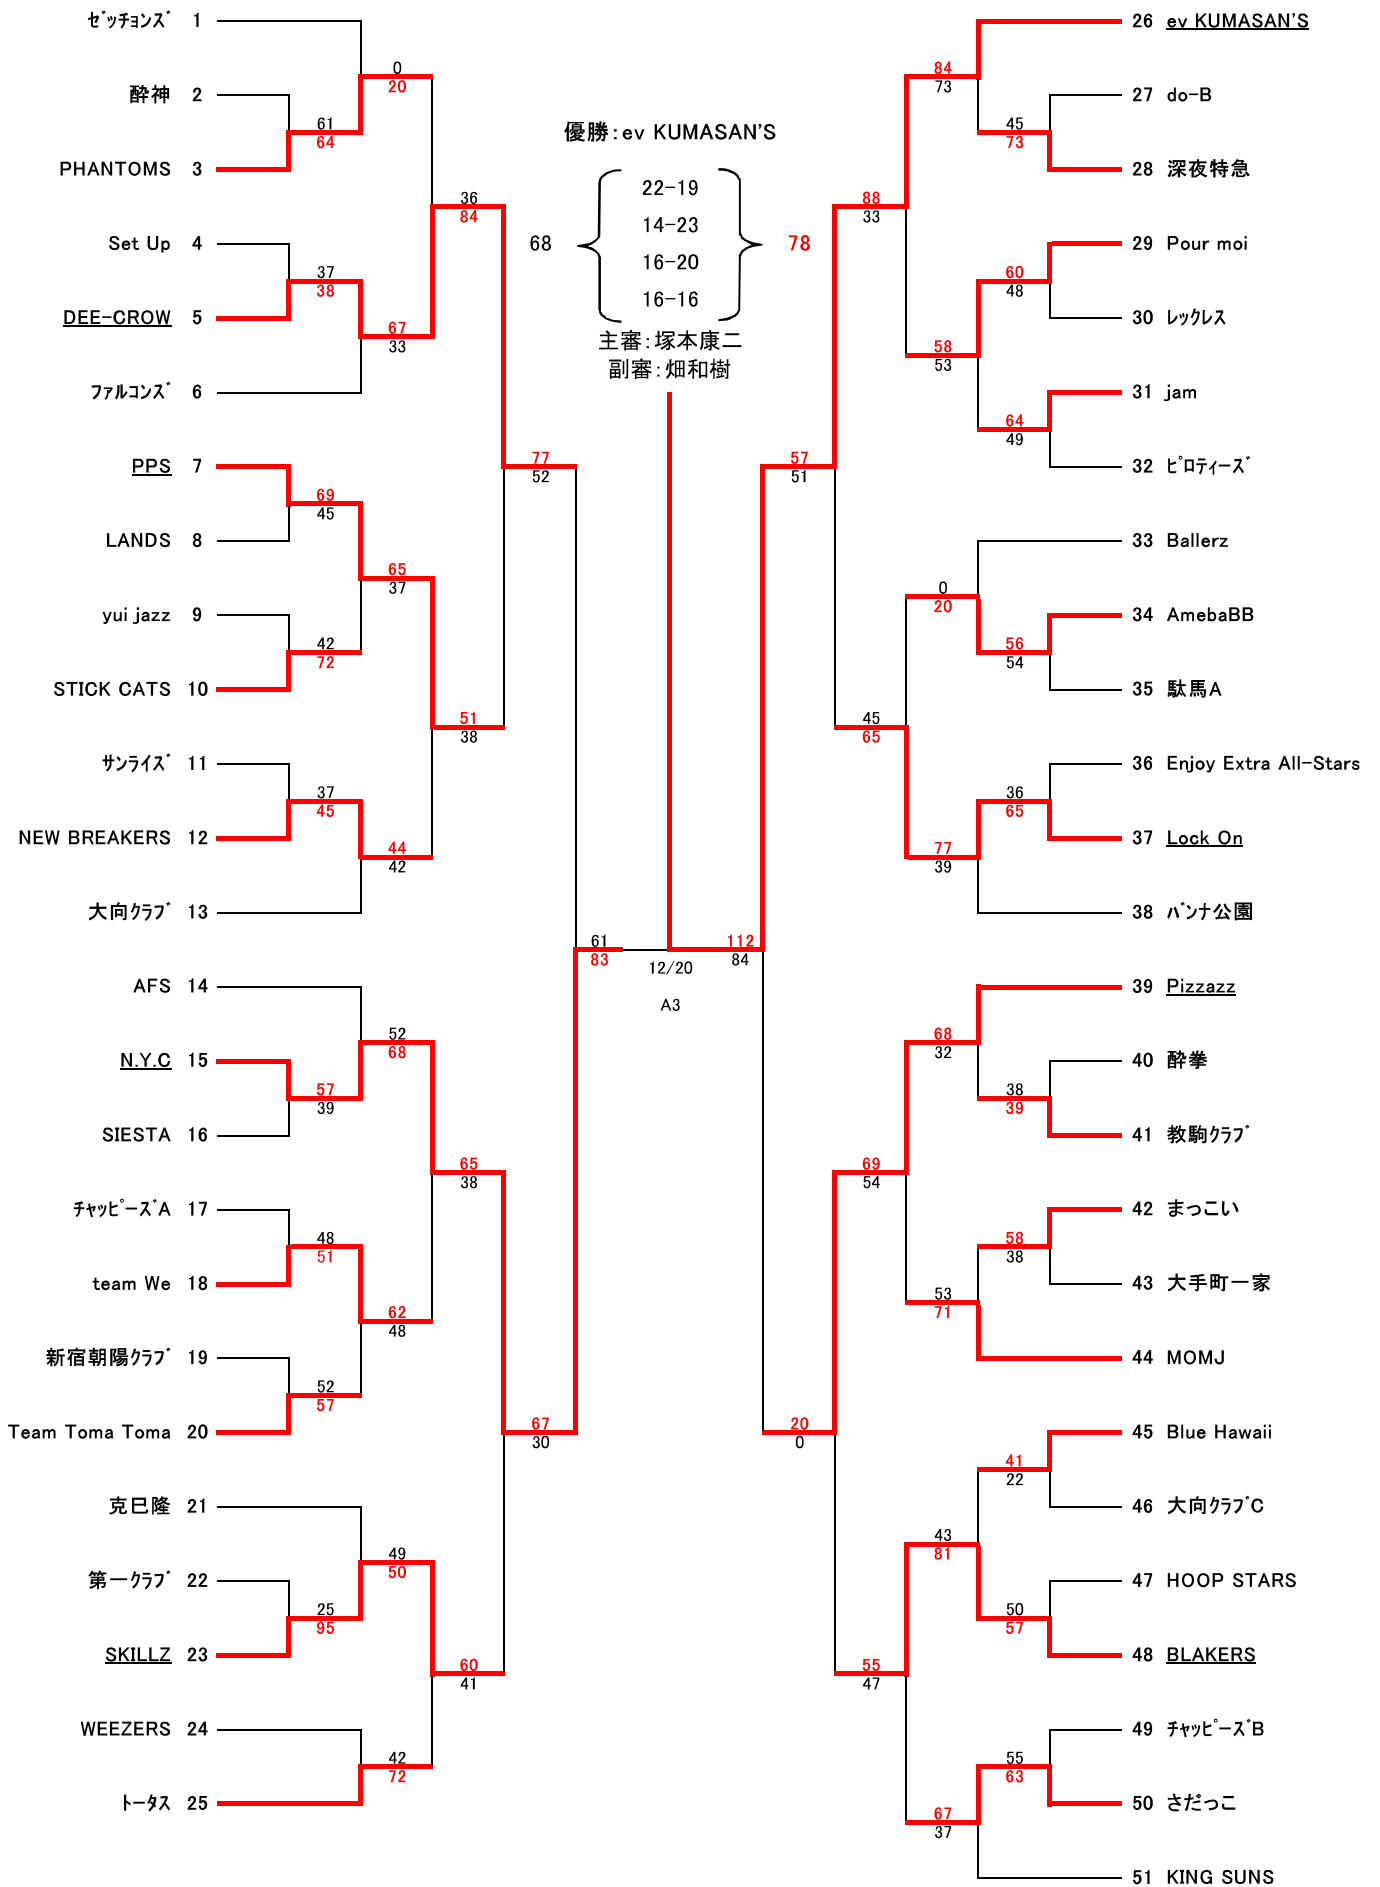 ｾﾞッチョンｽﾞ 1
0
20
酔神 2
61
64
PHANTOMS 3
36
84
Set Up 4
37
38
DEE-CROW 5
67
33
ファルコンｽﾞ 6
77
52
PPS 7
69
45
LANDS 8
65
37
yui jazz 9
42
72
STICK CATS 10
51
38
サンライｽﾞ 11
37
45
NEW BREAKERS 12
44
42
大向ｸﾗﾌﾞ 13
61
83
AFS 14
52
68
N.Y.C 15
57
39
SIESTA 16
65
38
ﾁｬｯﾋﾟｰｽﾞA 17
48
51
team We 18
62
48
新宿朝陽ｸﾗﾌﾞ 19
52
57
Team Toma Toma 20
67
30
克巳隆 21
49
50
第一ｸﾗﾌﾞ 22
25
95
SKILLZ 23
60
41
WEEZERS 24
42
72
ﾄｰﾀｽ 25
優勝：ev KUMASAN'S
22-19
14-23
68
78
16-20
16-16
主審：塚本康二
副審：畑和樹
12/20
A3
26 ev KUMASAN'S
84
73
27 do-B
45
73
28 深夜特急
88
33
29 Pour moi
60
48
30 ﾚｯｸﾚｽ
58
53
31 jam
64
49
32 ﾋﾟﾛﾃｨｰｽﾞ
57
51
33 Ballerz
0
20
34 AmebaBB
56
54
35 駄馬A
45
65
36 Enjoy Extra All-Stars
36
65
37 Lock On
77
39
38 ﾊﾞﾝﾅ公園
112
84
39 Pizzazz
68
32
40 酔拳
38
39
41 教駒ｸﾗﾌﾞ
69
54
42 まっこい
58
38
43 大手町一家
53
71
44 MOMJ
20
0
45 Blue Hawaii
41
22
46 大向ｸﾗﾌﾞC
43
81
47 HOOP STARS
50
57
48 BLAKERS
55
47
49 ﾁｬｯﾋﾟｰｽﾞB
55
63
50 さだっこ
67
37
51 KING SUNS